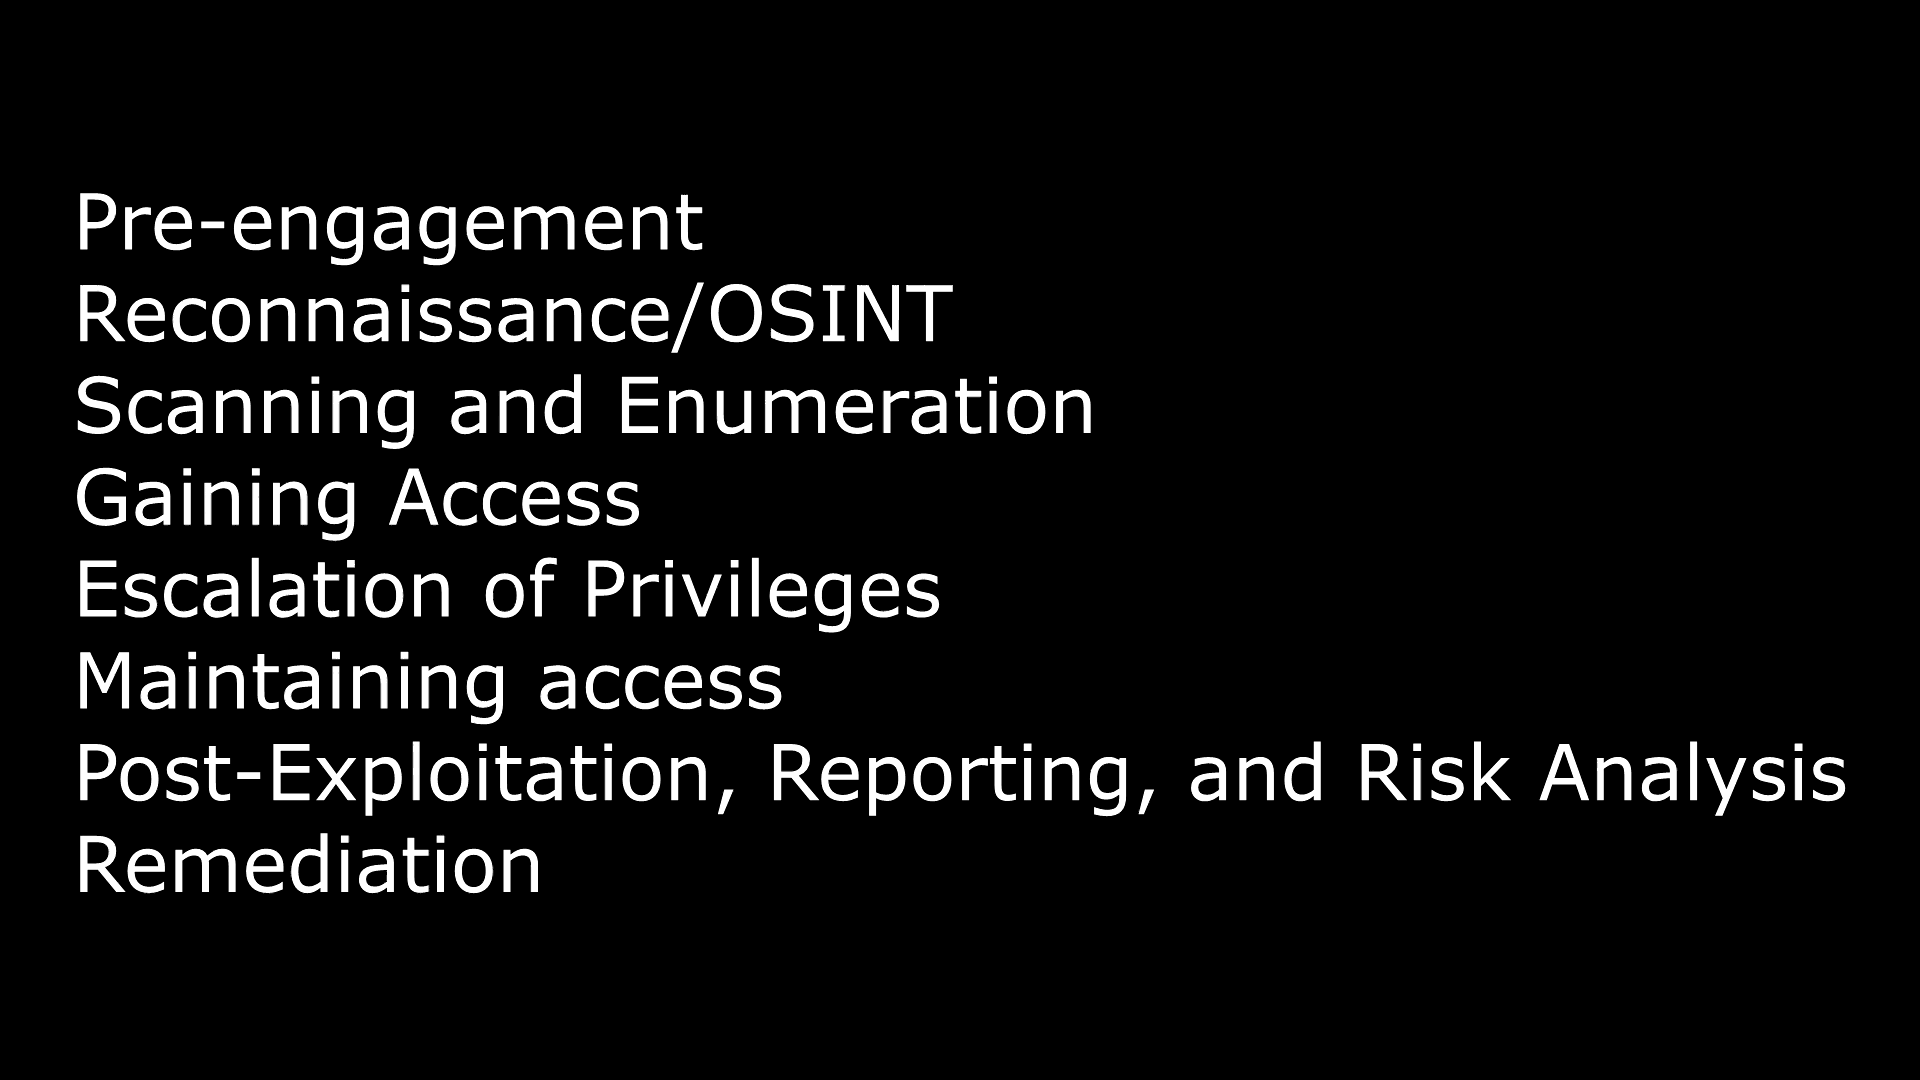 Pre-engagement
Reconnaissance/OSINT
Scanning and Enumeration
Gaining Access
Escalation of Privileges
Maintaining access
Post-Exploitation, Reporting, and Risk Analysis
Remediation